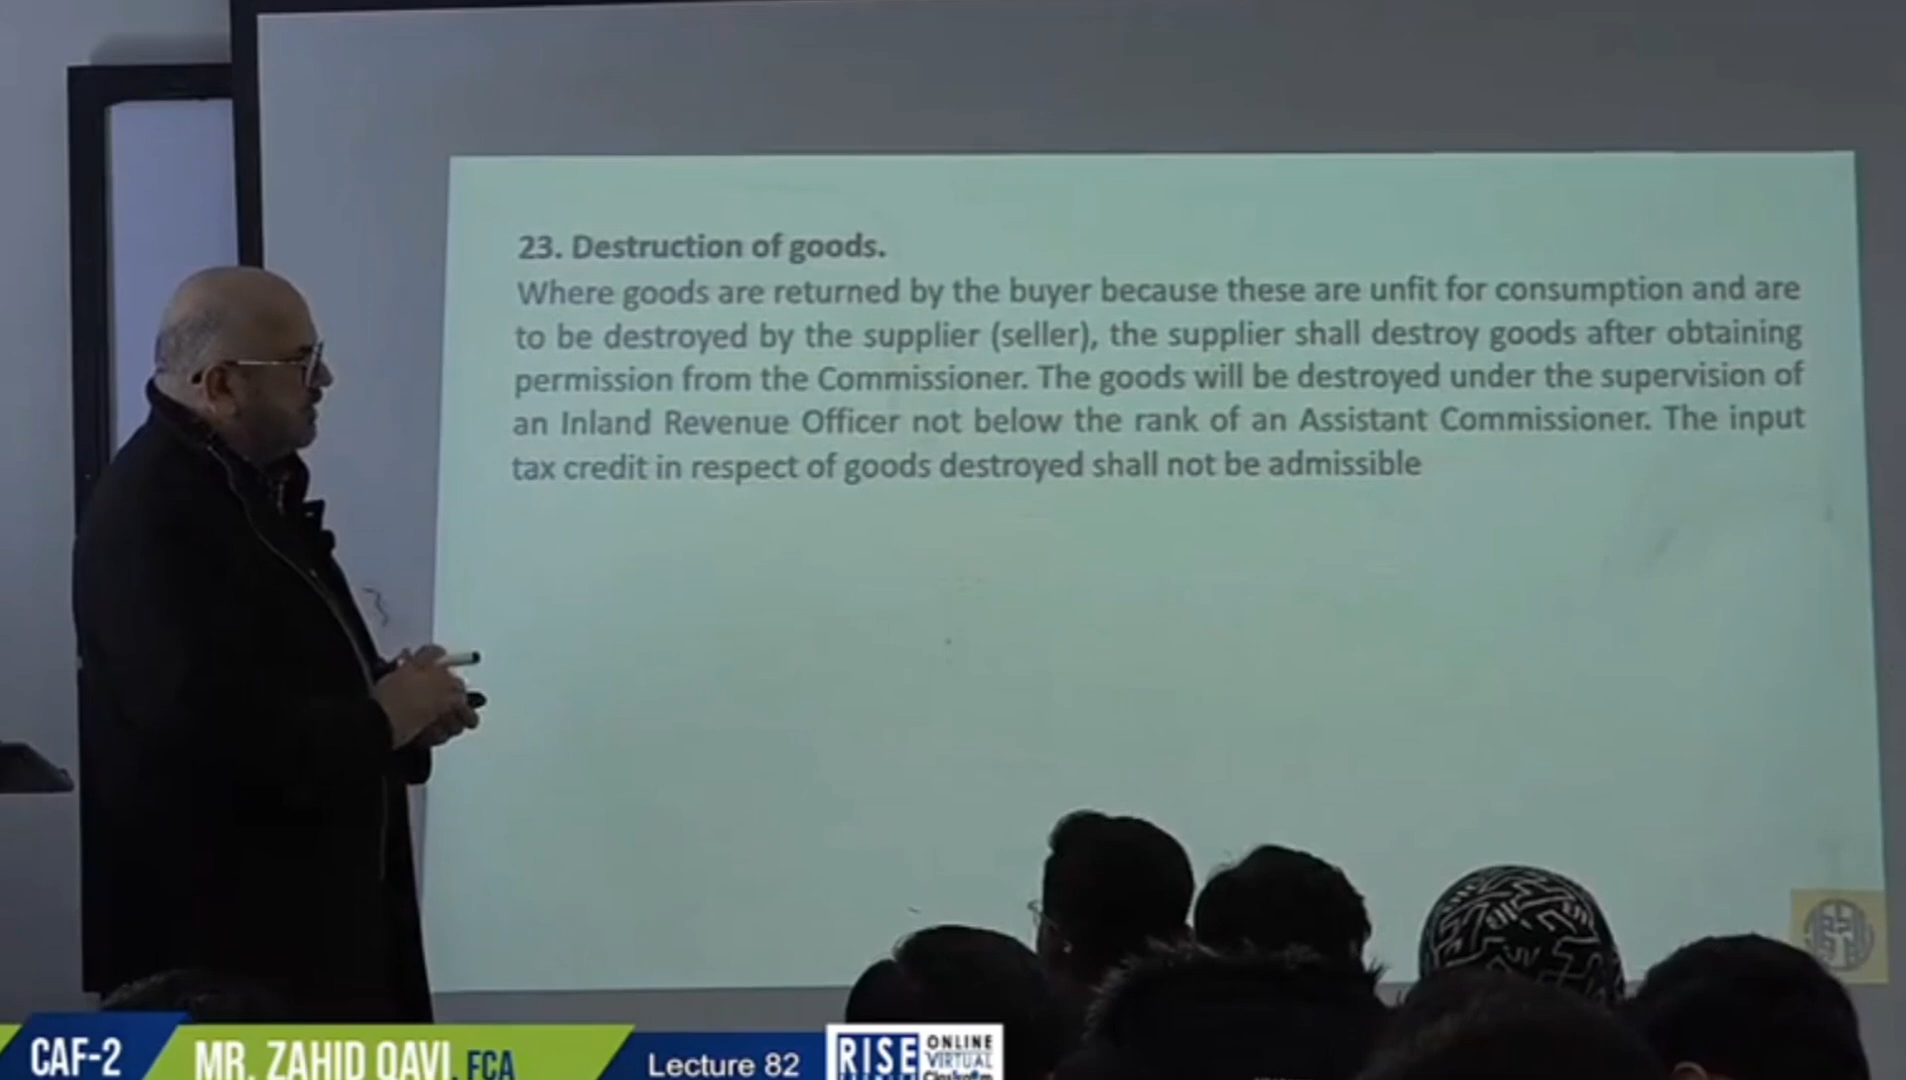 23. Destruction of goods.
Where goods are returned by the buyer because these are unfit for consumption and are
to be destroyed by the supplier (seller), the supplier shall destroy goods after obtaining
permission from the Commissioner. The goods will be destroyed under the supervision of
an Inland Revenue Officer not below the rank of an Assistant Commissioner. The input
tax credit in respect of goods destroyed shall not be admissible
CAF-2
MR. ZAHID QAVI, FCA
Lecture 82
RISE
ONLINE
VIRTUAL